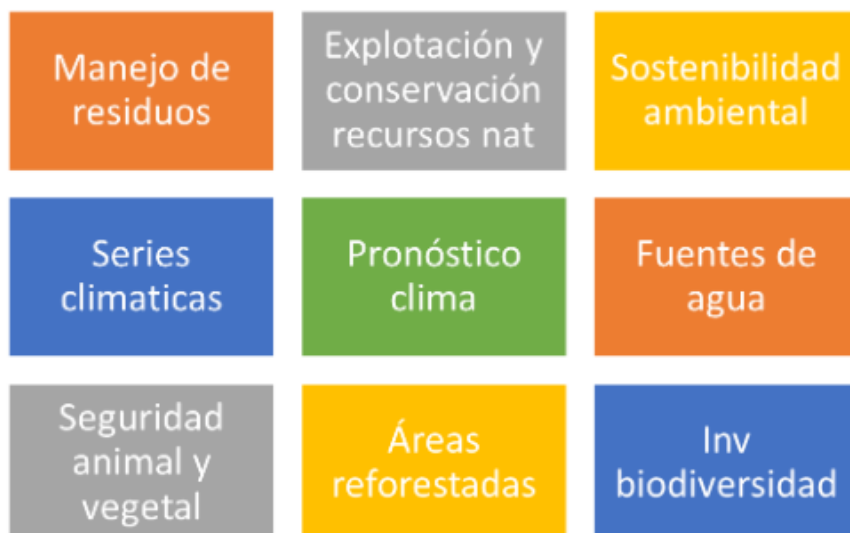 Manejo de
residuos
Explotación y
conservación
recursos nat
Sostenibilidad
ambiental
Series
climaticas
Pronóstico
clima
Fuentes de
agua
Seguridad
animal y
vegetal
Áreas
reforestadas
Inv
biodiversidad